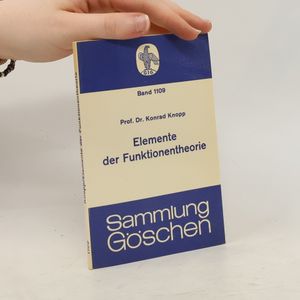 Band 1109
Prof. Dr. Konrad Knopp
Elemente
der Funktionentheorie
Sammlung
Göschen